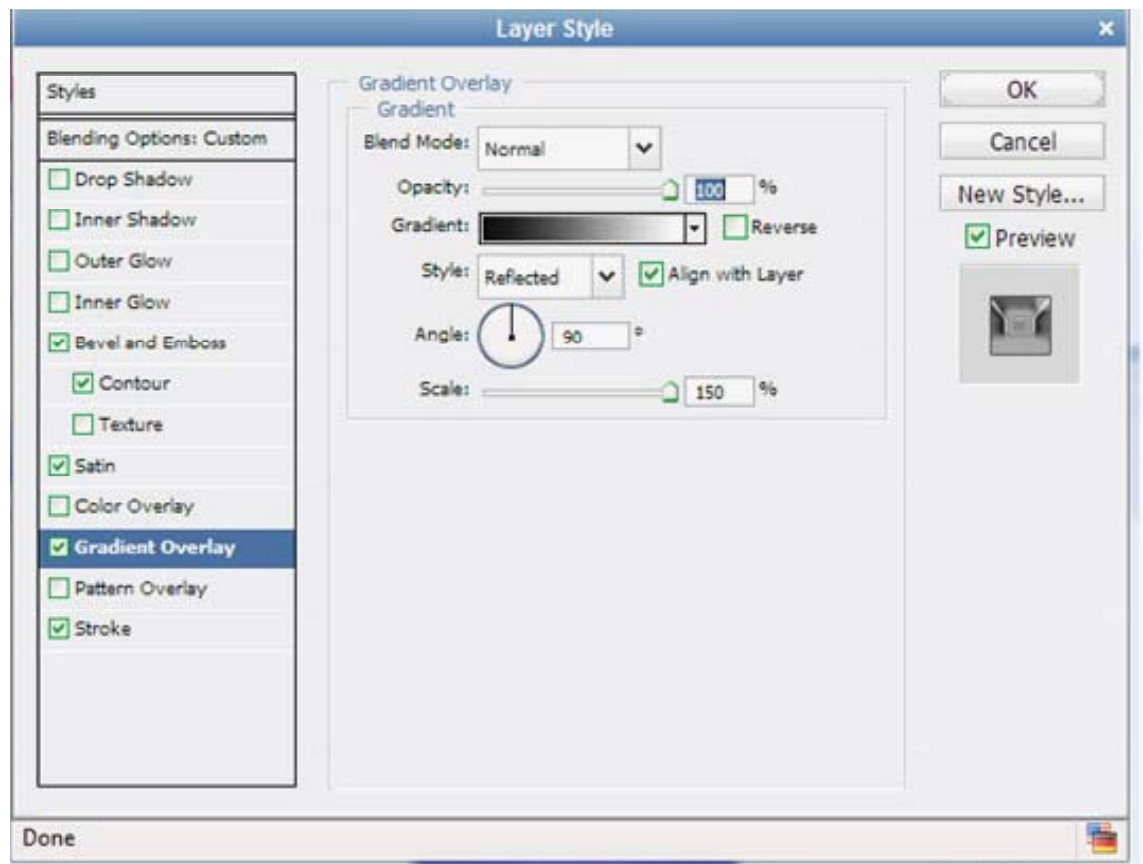 Layer Style
Styles
Blending Options: Custom
Drop Shadow
Inner Shadow
Outer Glow
Inner Glow
Bevel and Emboss
Contour
Texture
Satin
Color Overlay
Gradient Overlay
Pattern Overlay
Stroke
Gradient Overlay
Gradient
Blend Mode: Normal
Opacity: 100 %
Gradient: Reverse
Style: Reflected Align with Layer
Angle: 90 °
Scale: 150 %
OK
Cancel
New Style...
Preview
Done